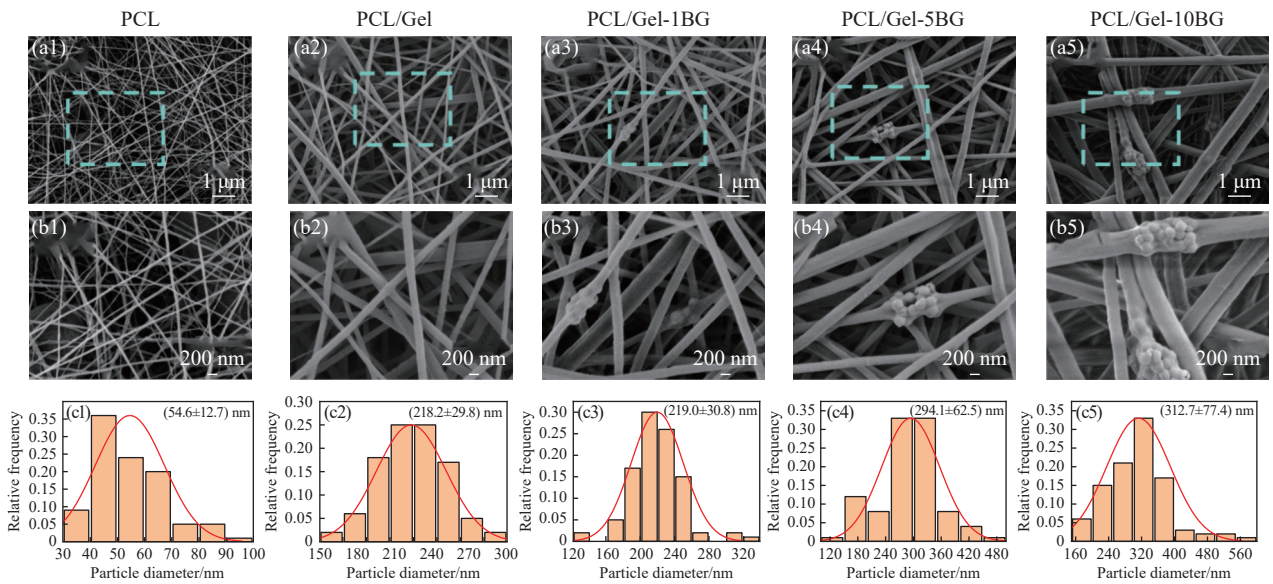 PCL PCL/Gel PCL/Gel-1BG PCL/Gel-5BG PCL/Gel-10BG
(a1) (a2) (a3) (a4) (a5)
1 μm 1 μm 1 μm 1 μm 1 μm
(b1) (b2) (b3) (b4) (b5)
200 nm 200 nm 200 nm 200 nm 200 nm
(c1) (54.6±12.7) nm
Relative frequency
0.35
0.30
0.25
0.20
0.15
0.10
0.05
0
30 40 50 60 70 80 90 100
Particle diameter/nm
(c2) (218.2±29.8) nm
Relative frequency
0.30
0.25
0.20
0.15
0.10
0.05
0
150 175 200 225 250 275 300
Particle diameter/nm
(c3) (219.0±30.8) nm
Relative frequency
0.30
0.25
0.20
0.15
0.10
0.05
0
120 160 200 240 280 320
Particle diameter/nm
(c4) (294.1±62.5) nm
Relative frequency
0.35
0.30
0.25
0.20
0.15
0.10
0.05
0
120 180 240 300 360 420 480
Particle diameter/nm
(c5) (312.7±77.4) nm
Relative frequency
0.35
0.30
0.25
0.20
0.15
0.10
0.05
0
160 240 320 400 480 560
Particle diameter/nm